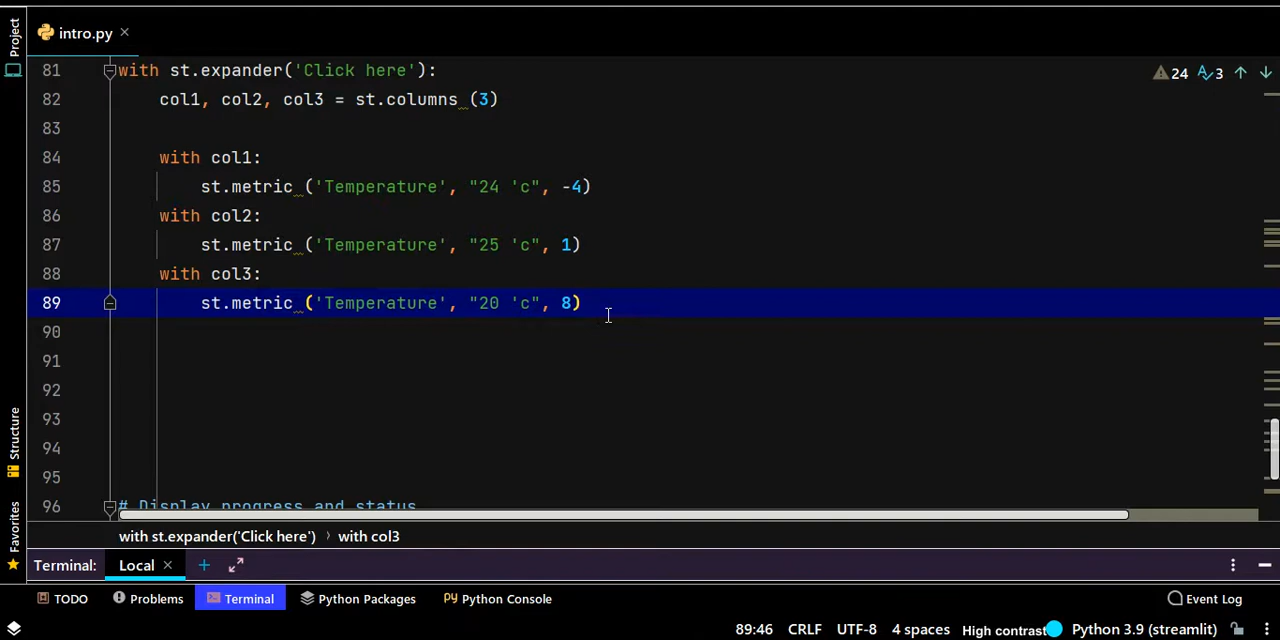 Project
intro.py ×
24 3
81 with st.expander('Click here'):
82 col1, col2, col3 = st.columns (3)
83
84 with col1:
85 st.metric ('Temperature', "24 'c", -4)
86 with col2:
87 st.metric ('Temperature', "25 'c", 1)
88 with col3:
89 st.metric ('Temperature', "20 'c", 8)
90
91
92
93
94
95
96 # Display progress and status
Structure
Favorites
with st.expander('Click here') › with col3
Terminal: Local × +
TODO Problems Terminal Python Packages Python Console Event Log
89:46 CRLF UTF-8 4 spaces High contrast Python 3.9 (streamlit)